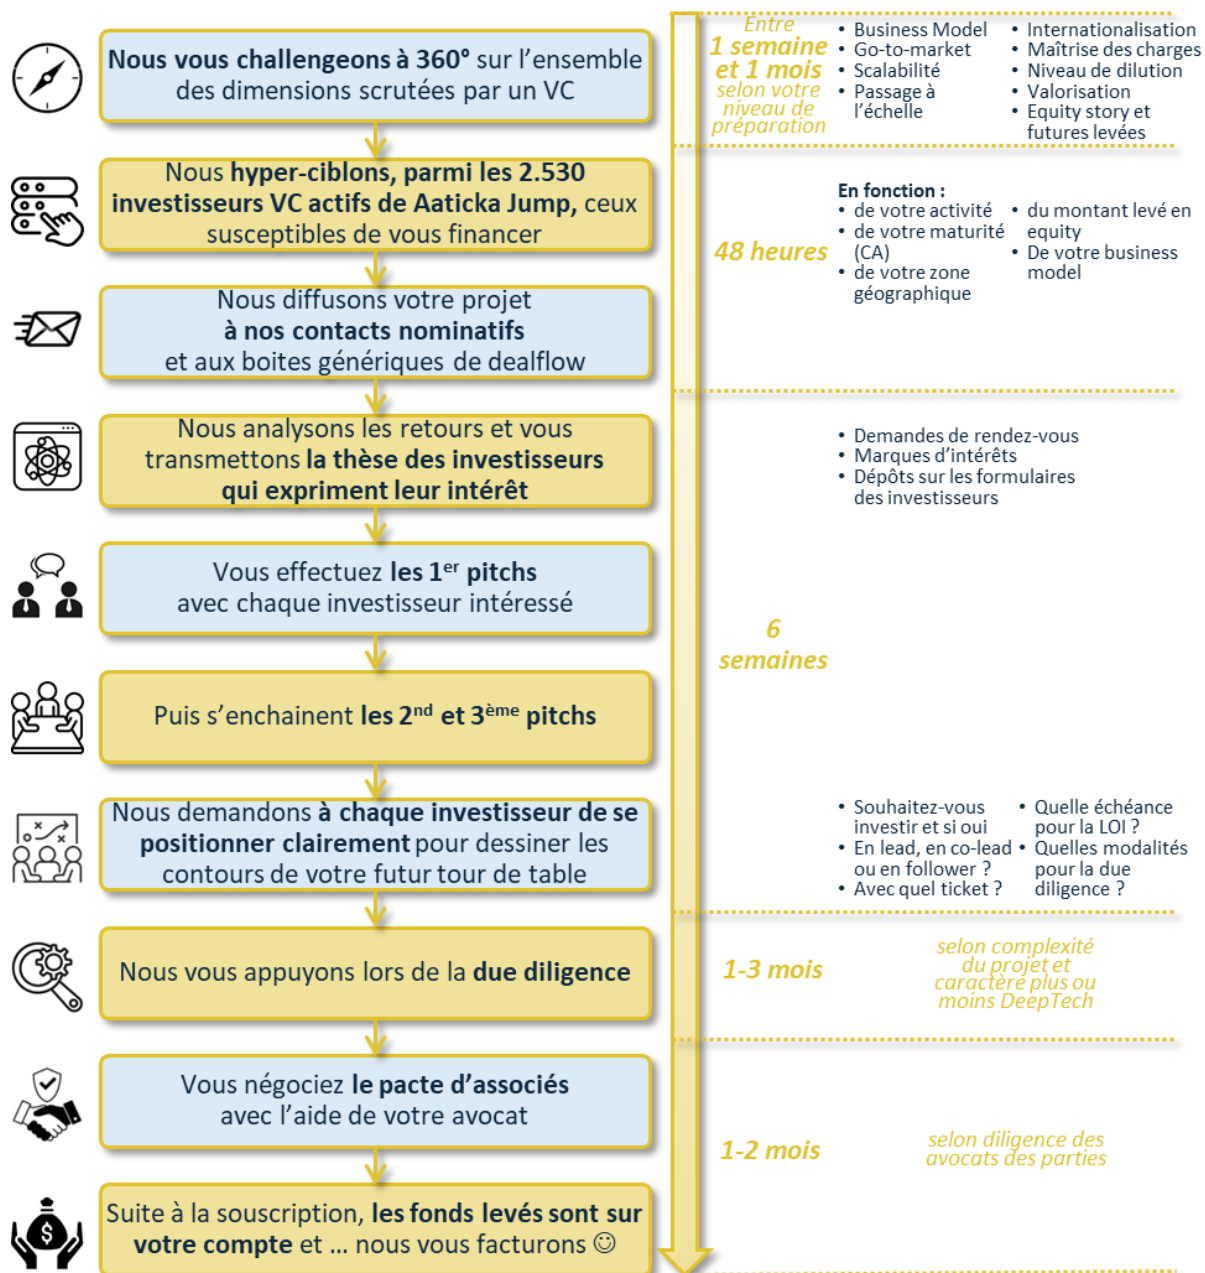 Nous vous challengeons à 360° sur l'ensemble
des dimensions scrutées par un VC
Entre
1 semaine
et 1 mois
selon votre
niveau de
préparation
• Business Model
• Go-to-market
• Scalabilité
• Passage à
l'échelle
• Internationalisation
• Maîtrise des charges
• Niveau de dilution
• Valorisation
• Equity story et
futures levées
Nous hyper-ciblons, parmi les 2.530
investisseurs VC actifs de Aaticka Jump, ceux
susceptibles de vous financer
48 heures
En fonction :
• de votre activité
• de votre maturité
(CA)
• de votre zone
géographique
• du montant levé en
equity
• De votre business
model
Nous diffusons votre projet
à nos contacts nominatifs
et aux boites génériques de dealflow
Nous analysons les retours et vous
transmettons la thèse des investisseurs
qui expriment leur intérêt
• Demandes de rendez-vous
• Marques d'intérêts
• Dépôts sur les formulaires
des investisseurs
Vous effectuez les 1er pitchs
avec chaque investisseur intéressé
6
semaines
Puis s'enchainent les 2nd et 3ème pitchs
Nous demandons à chaque investisseur de se
positionner clairement pour dessiner les
contours de votre futur tour de table
• Souhaitez-vous
investir et si oui
• En lead, en co-lead
ou en follower ?
• Avec quel ticket ?
• Quelle échéance
pour la LOI ?
• Quelles modalités
pour la due
diligence ?
Nous vous appuyons lors de la due diligence
1-3 mois
selon complexité
du projet et
caractère plus ou
moins DeepTech
Vous négociez le pacte d'associés
avec l'aide de votre avocat
1-2 mois
selon diligence des
avocats des parties
Suite à la souscription, les fonds levés sont sur
votre compte et ... nous vous facturons ☺
$